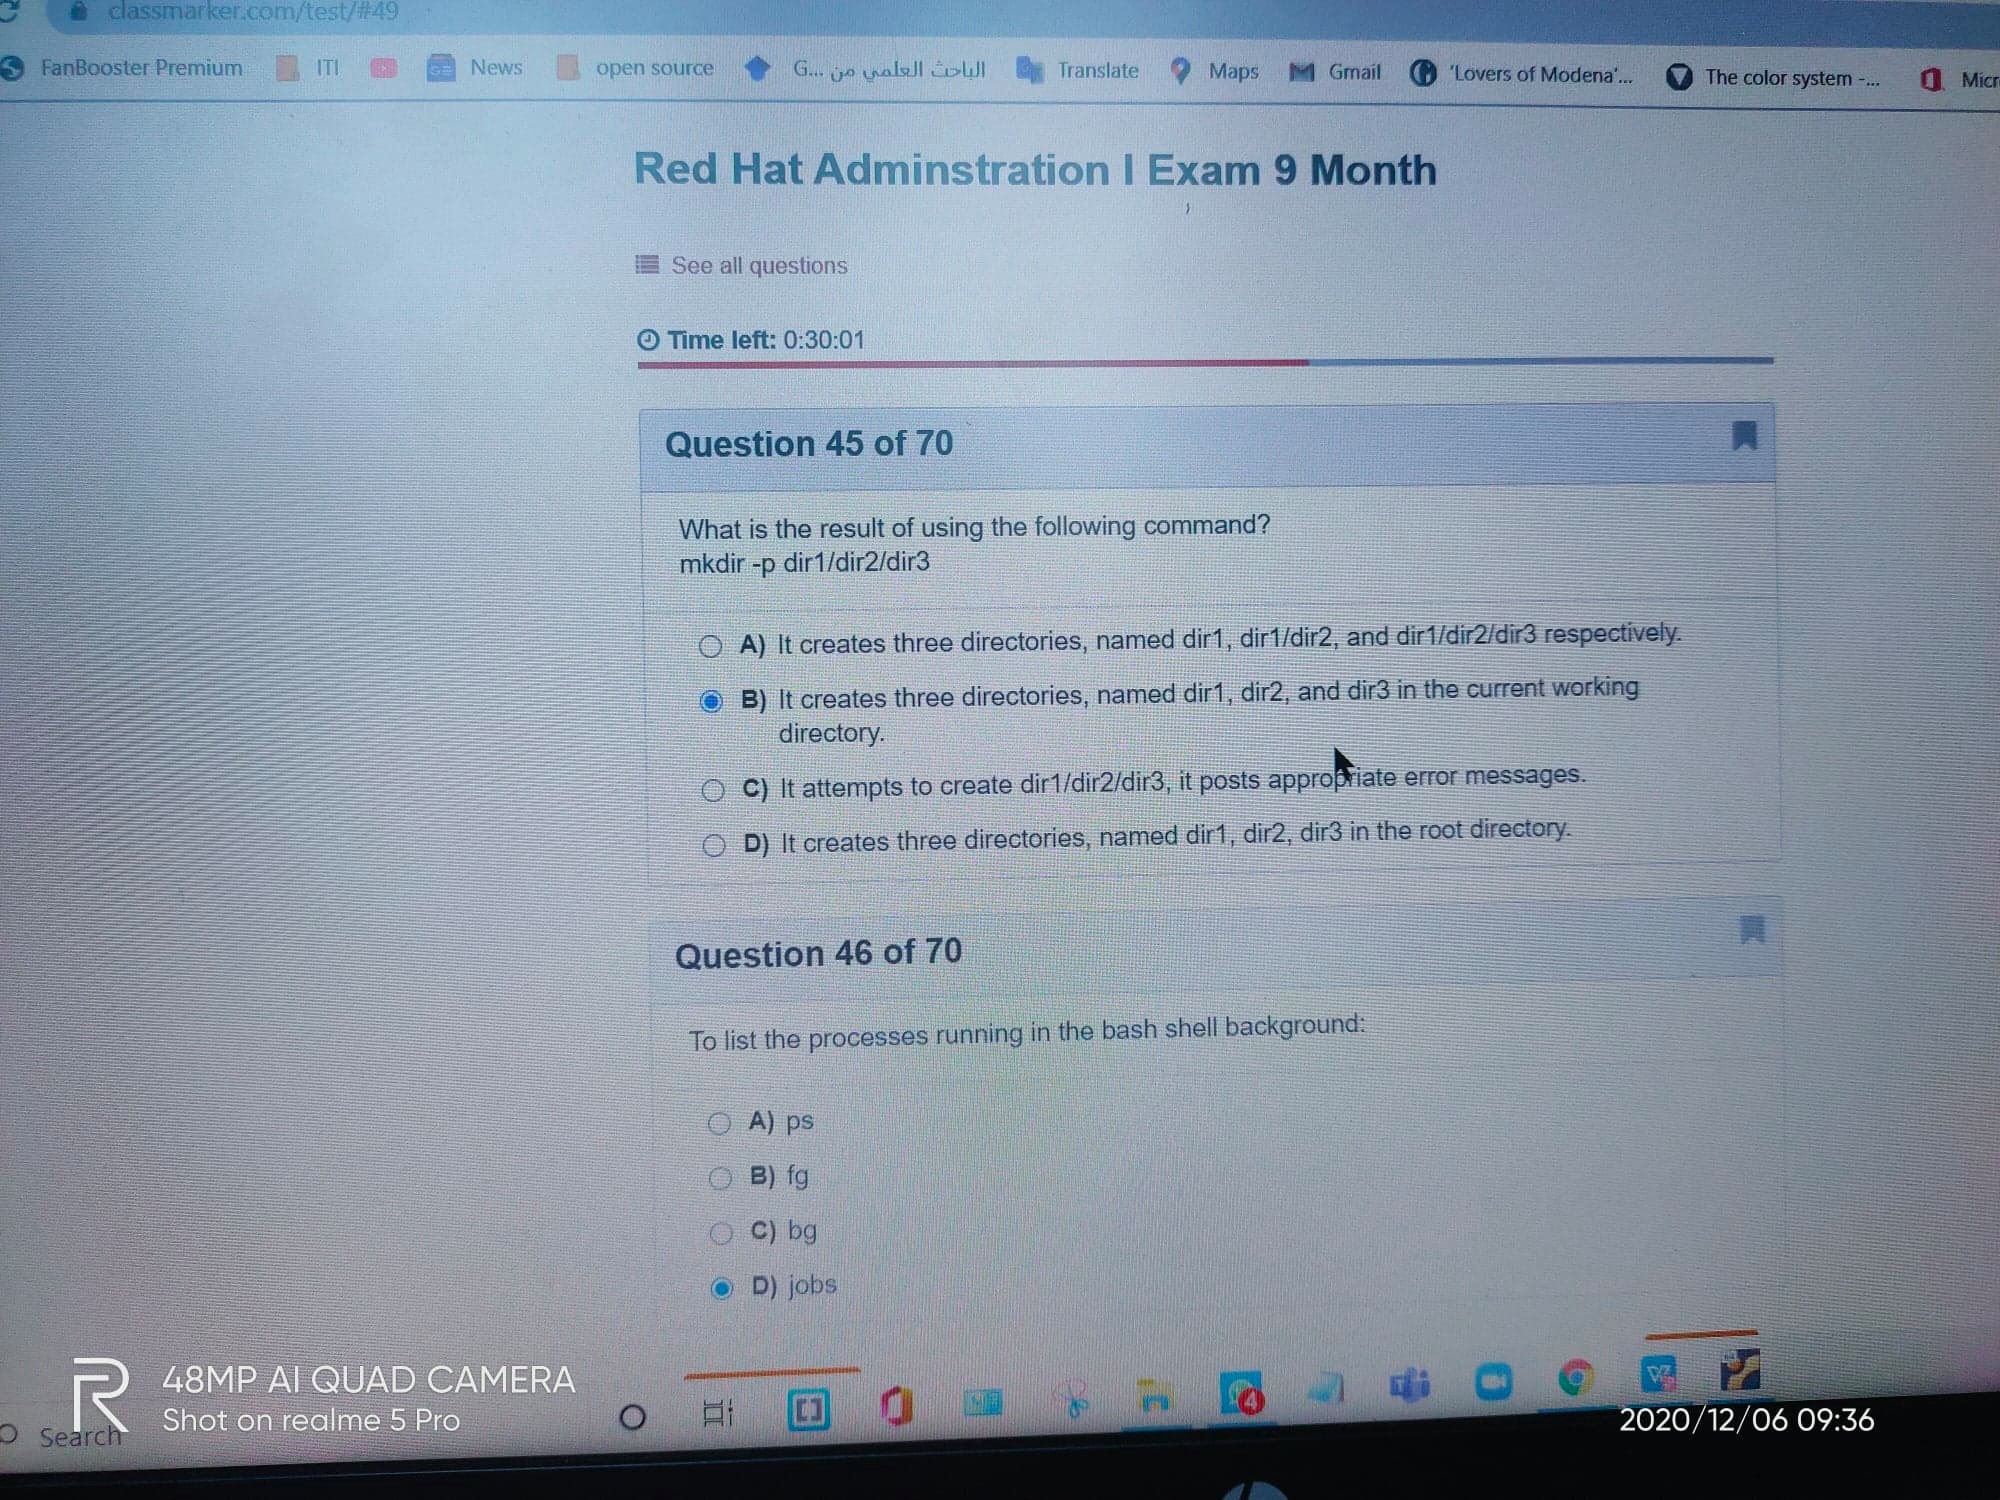 classmarker.com/test/#49
FanBooster Premium ITI News open source الباحث العلمي من G... Translate Maps Gmail 'Lovers of Modena'... The color system -... Micr
Red Hat Adminstration I Exam 9 Month
See all questions
Time left: 0:30:01
Question 45 of 70
What is the result of using the following command?
mkdir -p dir1/dir2/dir3
A) It creates three directories, named dir1, dir1/dir2, and dir1/dir2/dir3 respectively.
B) It creates three directories, named dir1, dir2, and dir3 in the current working
directory.
C) It attempts to create dir1/dir2/dir3, it posts appropriate error messages.
D) It creates three directories, named dir1, dir2, dir3 in the root directory.
Question 46 of 70
To list the processes running in the bash shell background:
A) ps
B) fg
C) bg
D) jobs
48MP AI QUAD CAMERA
Shot on realme 5 Pro
Search
4
2020/12/06 09:36